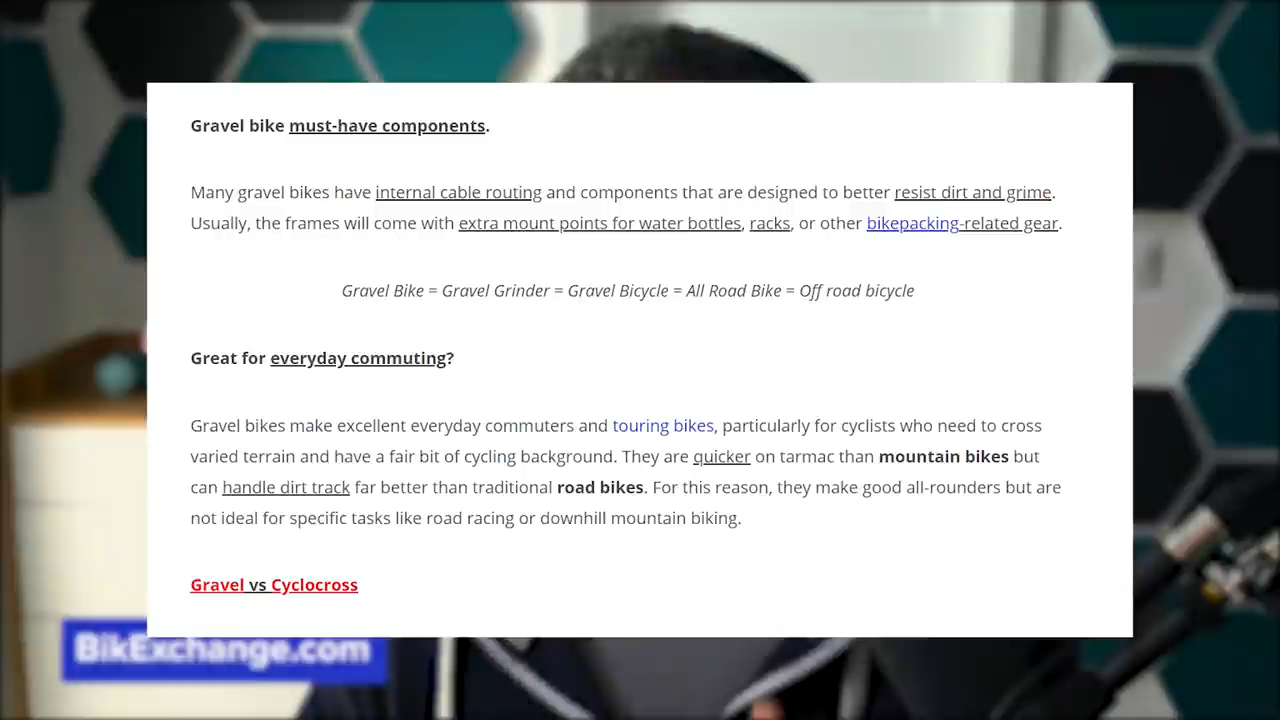 Gravel bike must-have components.
Many gravel bikes have internal cable routing and components that are designed to better resist dirt and grime.
Usually, the frames will come with extra mount points for water bottles, racks, or other bikepacking-related gear.
Gravel Bike = Gravel Grinder = Gravel Bicycle = All Road Bike = Off road bicycle
Great for everyday commuting?
Gravel bikes make excellent everyday commuters and touring bikes, particularly for cyclists who need to cross
varied terrain and have a fair bit of cycling background. They are quicker on tarmac than mountain bikes but
can handle dirt track far better than traditional road bikes. For this reason, they make good all-rounders but are
not ideal for specific tasks like road racing or downhill mountain biking.
Gravel vs Cyclocross
BikExchange.com